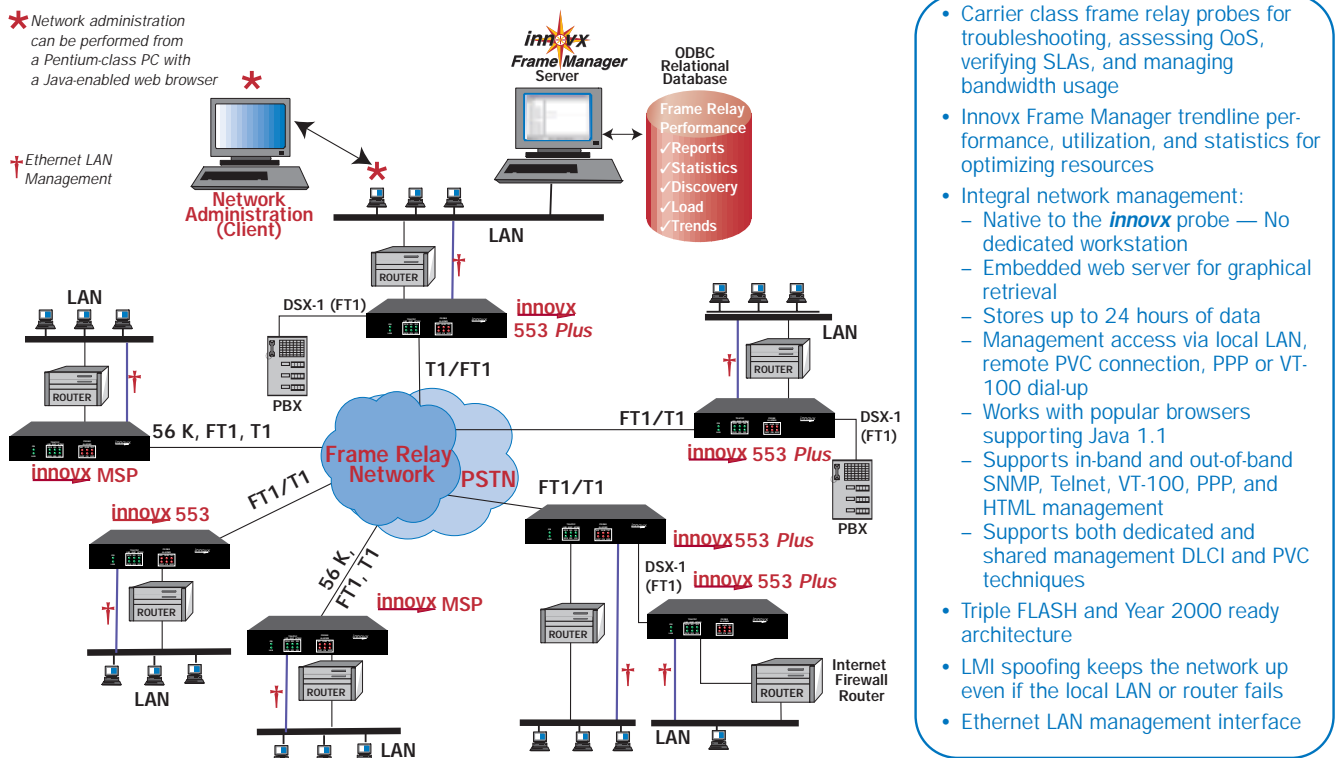 * Network administration
can be performed from
a Pentium-class PC with
a Java-enabled web browser
*
† Ethernet LAN
Management
Network
Administration
(Client)
*
innovx
Frame Manager
Server
ODBC
Relational
Database
Frame Relay
Performance
✓Reports
✓Statistics
✓Discovery
✓Load
✓Trends
LAN
ROUTER
†
DSX-1 (FT1)
innovx
553 Plus
PBX
T1/FT1
LAN
ROUTER
†
56 K, FT1, T1
innovx MSP
Frame Relay
Network
PSTN
LAN
†
ROUTER
FT1/T1
innovx 553 Plus
DSX-1
(FT1)
PBX
FT1/T1
innovx 553
†
ROUTER
LAN
56 K,
FT1, T1
innovx MSP
†
ROUTER
LAN
FT1/T1
innovx 553 Plus
DSX-1
(FT1)
innovx 553 Plus
ROUTER
†
†
ROUTER
Internet
Firewall
Router
LAN
• Carrier class frame relay probes for
troubleshooting, assessing QoS,
verifying SLAs, and managing
bandwidth usage
• Innovx Frame Manager trendline per-
formance, utilization, and statistics for
optimizing resources
• Integral network management:
– Native to the innovx probe — No
dedicated workstation
– Embedded web server for graphical
retrieval
– Stores up to 24 hours of data
– Management access via local LAN,
remote PVC connection, PPP or VT-
100 dial-up
– Works with popular browsers
supporting Java 1.1
– Supports in-band and out-of-band
SNMP, Telnet, VT-100, PPP, and
HTML management
– Supports both dedicated and
shared management DLCI and PVC
techniques
• Triple FLASH and Year 2000 ready
architecture
• LMI spoofing keeps the network up
even if the local LAN or router fails
• Ethernet LAN management interface